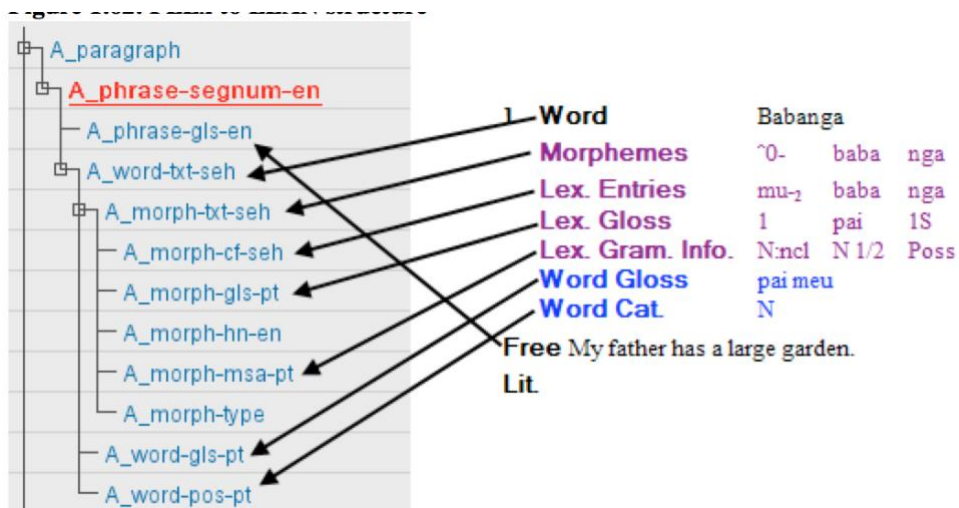 A_paragraph
A_phrase-segnum-en
A_phrase-gls-en
A_word-txt-seh
A_morph-txt-seh
A_morph-cf-seh
A_morph-gls-pt
A_morph-hn-en
A_morph-msa-pt
A_morph-type
A_word-gls-pt
A_word-pos-pt
1 Word Babanga
Morphemes ^0- baba nga
Lex. Entries mu-₂ baba nga
Lex. Gloss 1 pai 1S
Lex. Gram. Info. N:ncl N 1/2 Poss
Word Gloss pai meu
Word Cat. N
Free My father has a large garden.
Lit.